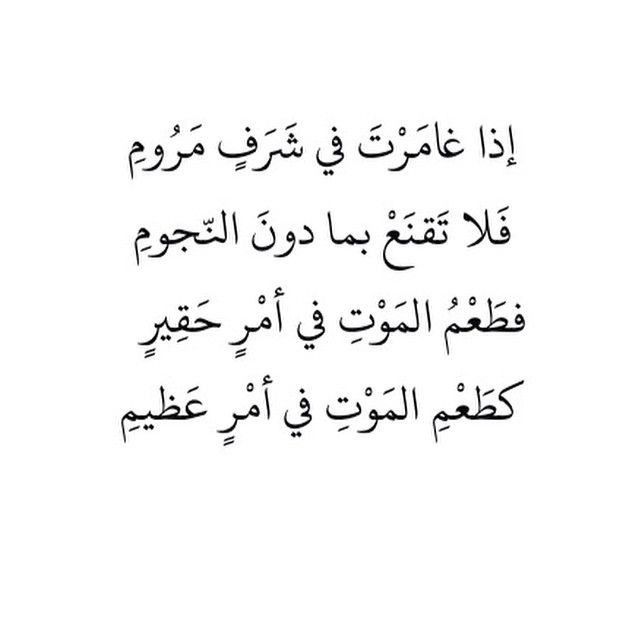 إذا غامَرْتَ في شَرَفٍ مَرُومِ
فَلا تَقنَعْ بما دونَ النّجومِ
فطَعْمُ المَوْتِ في أمْرٍ حَقِيرٍ
كطَعْمِ المَوْتِ في أمْرٍ عَظيمِ